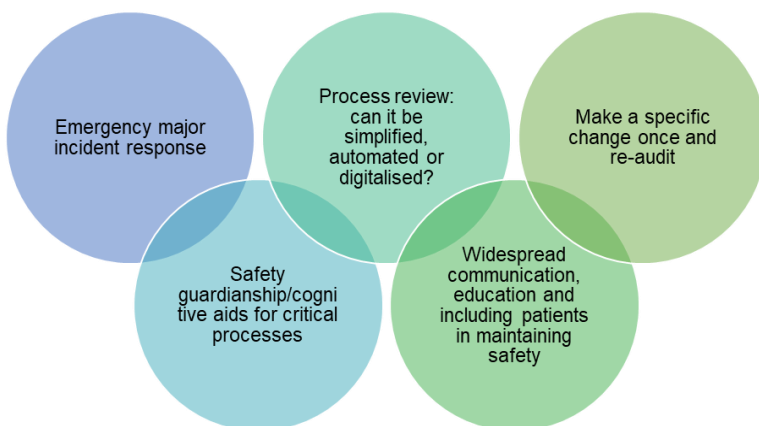 Emergency major
incident response
Process review:
can it be
simplified,
automated or
digitalised?
Make a specific
change once and
re-audit
Safety
guardianship/cogni
tive aids for critical
processes
Widespread
communication,
education and
including patients
in maintaining
safety